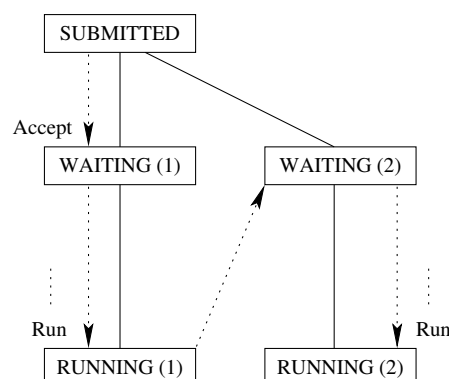 SUBMITTED
Accept
WAITING (1)
WAITING (2)
Run
Run
RUNNING (1)
RUNNING (2)